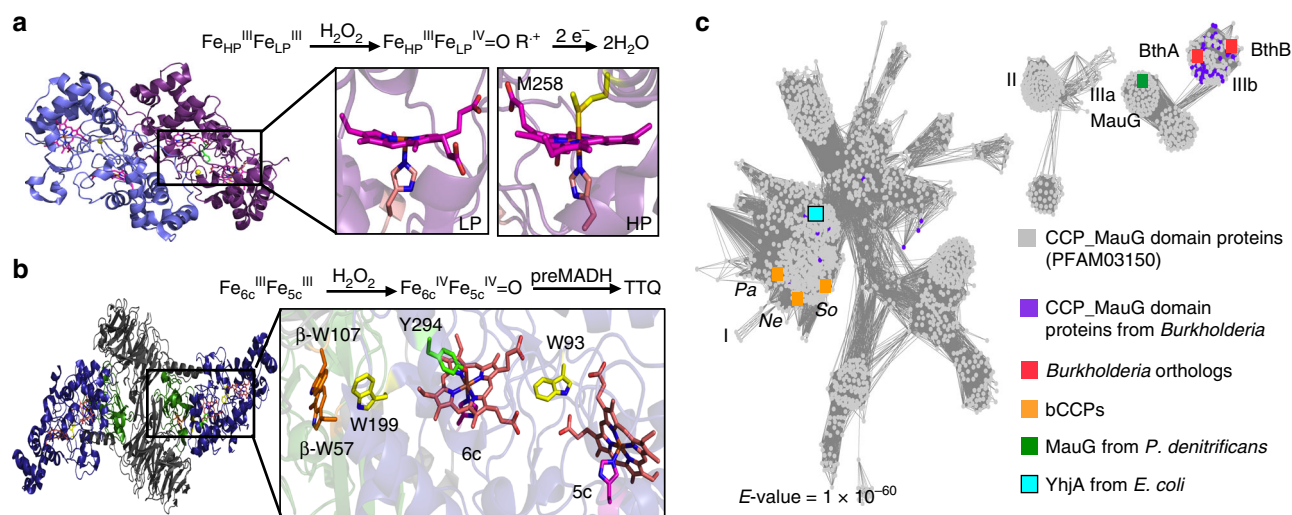 a
Fe_HP^III Fe_LP^III H2O2 Fe_HP^III Fe_LP^IV=O R·+ 2 e– 2H2O
M258
LP
HP
b
Fe_6c^III Fe_5c^III H2O2 Fe_6c^IV Fe_5c^IV=O preMADH TTQ
β-W107
Y294
W93
W199
β-W57
6c
5c
c
BthA
BthB
II
IIIa
IIIb
MauG
Pa
Ne
So
I
CCP_MauG domain proteins
(PFAM03150)
CCP_MauG domain
proteins from Burkholderia
Burkholderia orthologs
bCCPs
MauG from P. denitrificans
YhjA from E. coli
E-value = 1 × 10^–60